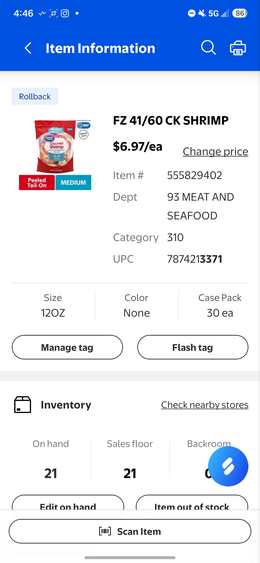 4:46
5G
86
Item Information
Rollback
FZ 41/60 CK SHRIMP
$6.97/ea
Change price
Item # 555829402
Dept 93 MEAT AND
SEAFOOD
Category 310
UPC 7874213371
Peeled
Tail-On
MEDIUM
Size Color Case Pack
12OZ None 30 ea
Manage tag Flash tag
Inventory Check nearby stores
On hand Sales floor Backroom
21 21
Edit on hand Item out of stock
Scan Item